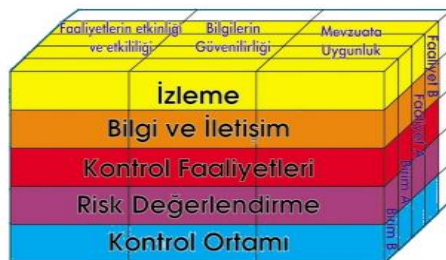 Faaliyetlerin etkinliği
ve etkililiği
Bilgilerin
Güvenilirliği
Mevzuata
Uygunluk
İzleme
Bilgi ve İletişim
Kontrol Faaliyetleri
Risk Değerlendirme
Kontrol Ortamı
Birim B
Birim A
Faaliyet A
Faaliyet B